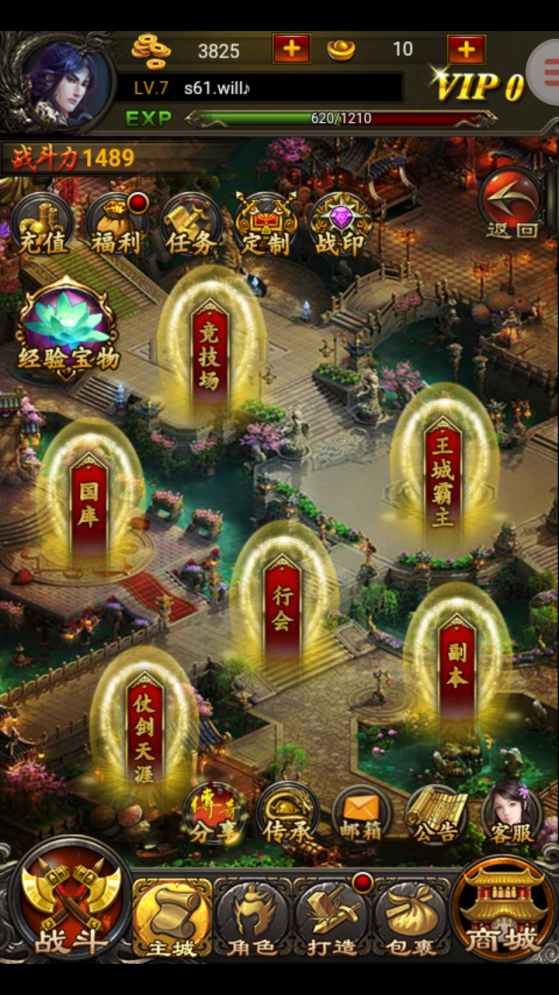 3825
10
LV.7 s61.will♪
VIP 0
EXP 620/1210
战斗力1489
充值
福利
任务
定制
战印
返回
经验宝物
竞技场
王城霸主
国库
行会
副本
仗剑天涯
傳奇
分享
传承
邮箱
公告
客服
战斗
主城
角色
打造
包裹
商城